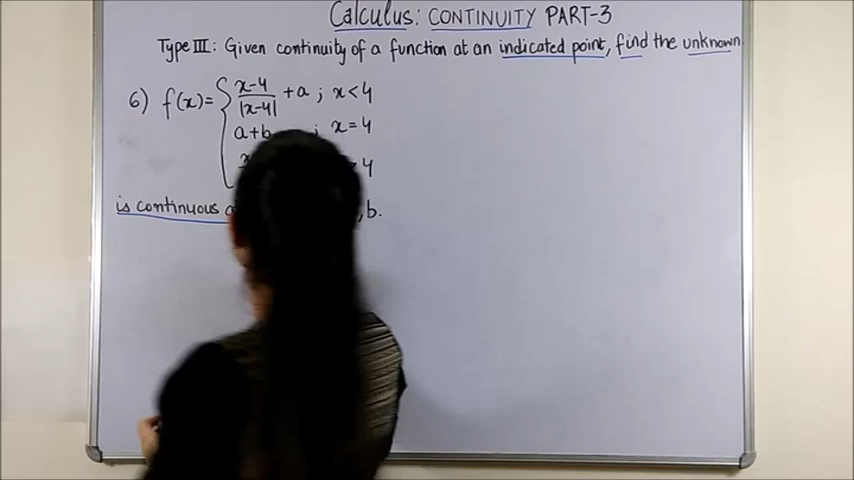 Calculus: CONTINUITY PART-3
Type III: Given continuity of a function at an indicated point, find the unknown.
6) f(x)= { x-4 / |x-4| + a ; x<4
a+b ; x=4
x 4
is continuous , b.